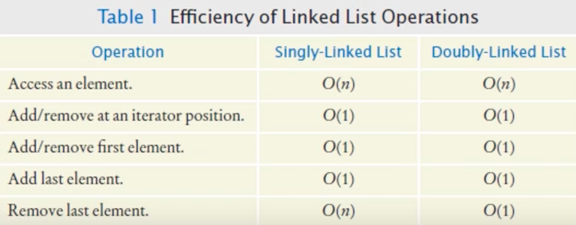 Table 1 Efficiency of Linked List Operations
Operation Singly-Linked List Doubly-Linked List
Access an element. O(n) O(n)
Add/remove at an iterator position. O(1) O(1)
Add/remove first element. O(1) O(1)
Add last element. O(1) O(1)
Remove last element. O(n) O(1)